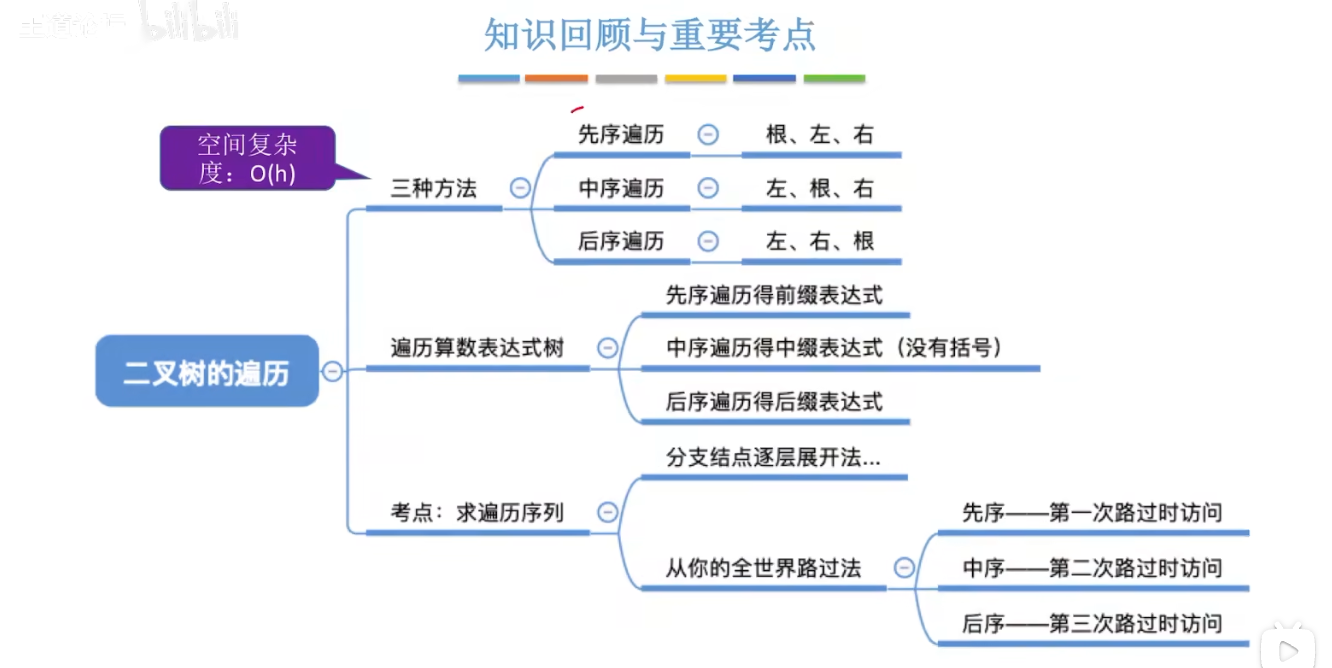 bilibili
知识回顾与重要考点
空间复杂
度：O(h)
三种方法
先序遍历
根、左、右
中序遍历
左、根、右
后序遍历
左、右、根
二叉树的遍历
遍历算数表达式树
先序遍历得前缀表达式
中序遍历得中缀表达式（没有括号）
后序遍历得后缀表达式
考点：求遍历序列
分支结点逐层展开法...
从你的全世界路过法
先序——第一次路过时访问
中序——第二次路过时访问
后序——第三次路过时访问